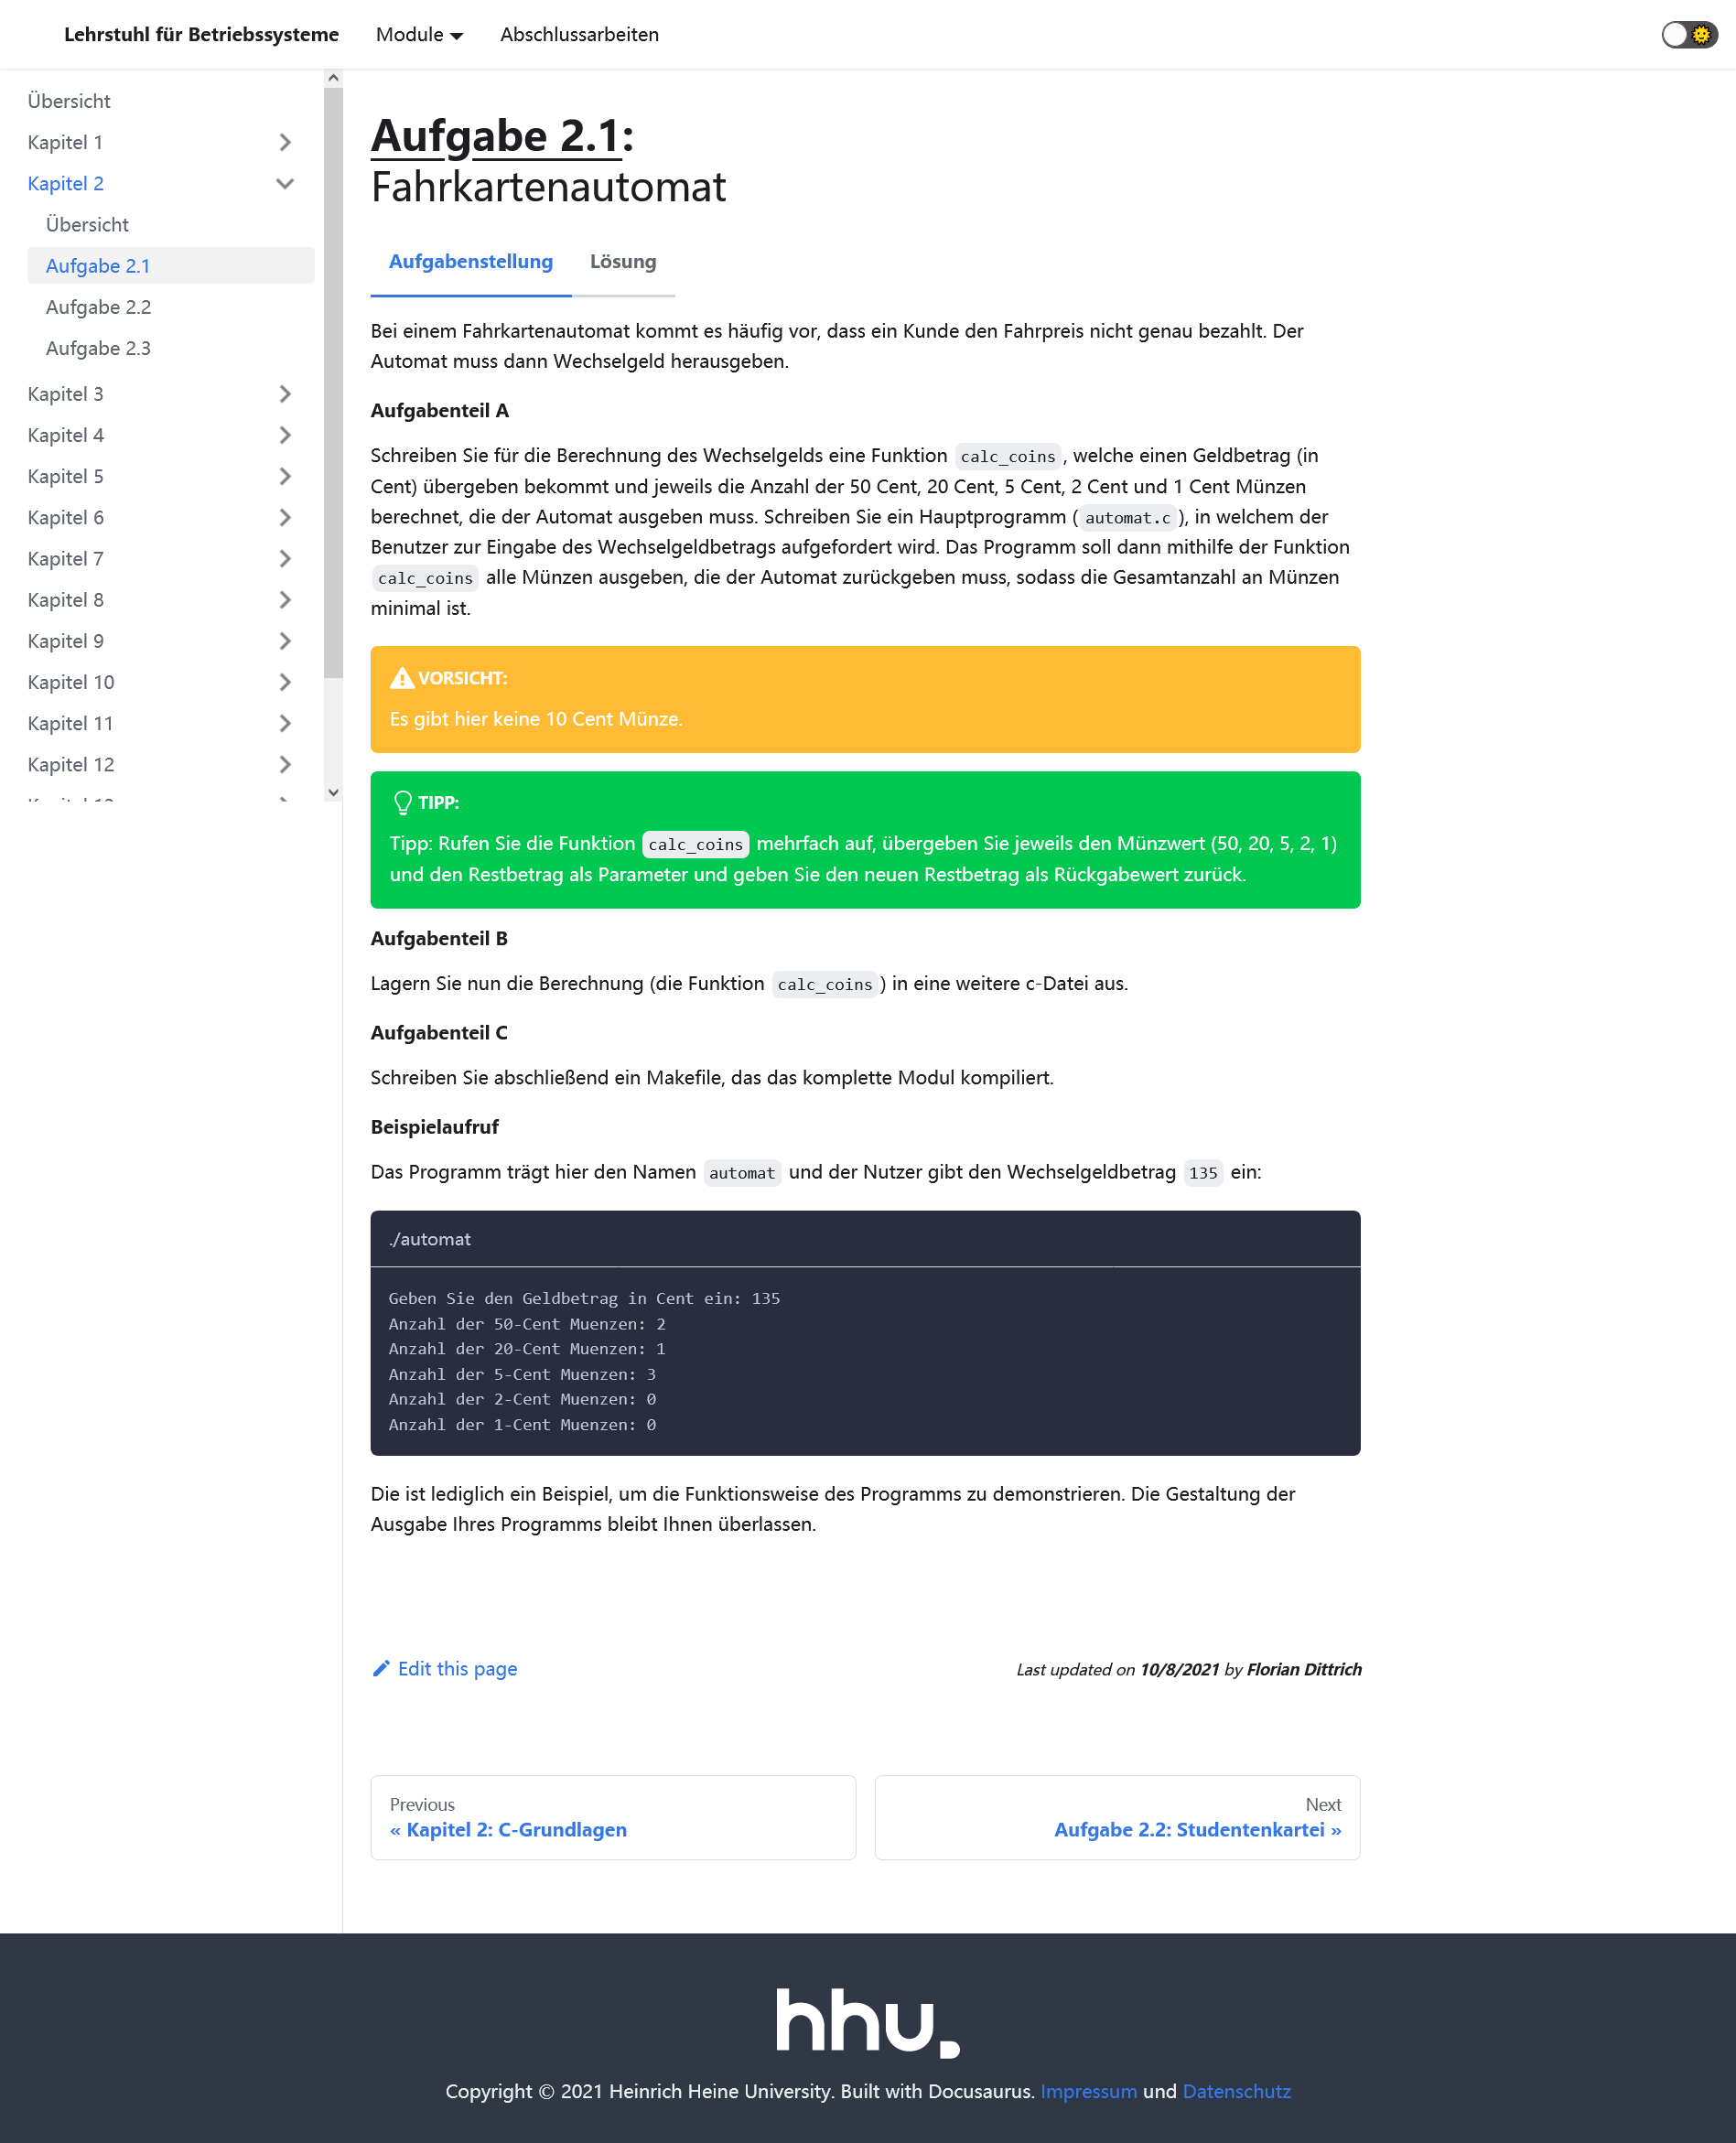 Lehrstuhl für Betriebssysteme Module Abschlussarbeiten
Übersicht
Kapitel 1
Kapitel 2
Übersicht
Aufgabe 2.1
Aufgabe 2.2
Aufgabe 2.3
Kapitel 3
Kapitel 4
Kapitel 5
Kapitel 6
Kapitel 7
Kapitel 8
Kapitel 9
Kapitel 10
Kapitel 11
Kapitel 12
Aufgabe 2.1:
Fahrkartenautomat
Aufgabenstellung Lösung
Bei einem Fahrkartenautomat kommt es häufig vor, dass ein Kunde den Fahrpreis nicht genau bezahlt. Der
Automat muss dann Wechselgeld herausgeben.
Aufgabenteil A
Schreiben Sie für die Berechnung des Wechselgelds eine Funktion calc_coins, welche einen Geldbetrag (in
Cent) übergeben bekommt und jeweils die Anzahl der 50 Cent, 20 Cent, 5 Cent, 2 Cent und 1 Cent Münzen
berechnet, die der Automat ausgeben muss. Schreiben Sie ein Hauptprogramm (automat.c), in welchem der
Benutzer zur Eingabe des Wechselgeldbetrags aufgefordert wird. Das Programm soll dann mithilfe der Funktion
calc_coins alle Münzen ausgeben, die der Automat zurückgeben muss, sodass die Gesamtanzahl an Münzen
minimal ist.
VORSICHT:
Es gibt hier keine 10 Cent Münze.
TIPP:
Tipp: Rufen Sie die Funktion calc_coins mehrfach auf, übergeben Sie jeweils den Münzwert (50, 20, 5, 2, 1)
und den Restbetrag als Parameter und geben Sie den neuen Restbetrag als Rückgabewert zurück.
Aufgabenteil B
Lagern Sie nun die Berechnung (die Funktion calc_coins) in eine weitere c-Datei aus.
Aufgabenteil C
Schreiben Sie abschließend ein Makefile, das das komplette Modul kompiliert.
Beispielaufruf
Das Programm trägt hier den Namen automat und der Nutzer gibt den Wechselgeldbetrag 135 ein:
./automat
Geben Sie den Geldbetrag in Cent ein: 135
Anzahl der 50-Cent Muenzen: 2
Anzahl der 20-Cent Muenzen: 1
Anzahl der 5-Cent Muenzen: 3
Anzahl der 2-Cent Muenzen: 0
Anzahl der 1-Cent Muenzen: 0
Die ist lediglich ein Beispiel, um die Funktionsweise des Programms zu demonstrieren. Die Gestaltung der
Ausgabe Ihres Programms bleibt Ihnen überlassen.
Edit this page Last updated on 10/8/2021 by Florian Dittrich
Previous
« Kapitel 2: C-Grundlagen
Next
Aufgabe 2.2: Studentenkartei »
hhu.
Copyright © 2021 Heinrich Heine University. Built with Docusaurus. Impressum und Datenschutz